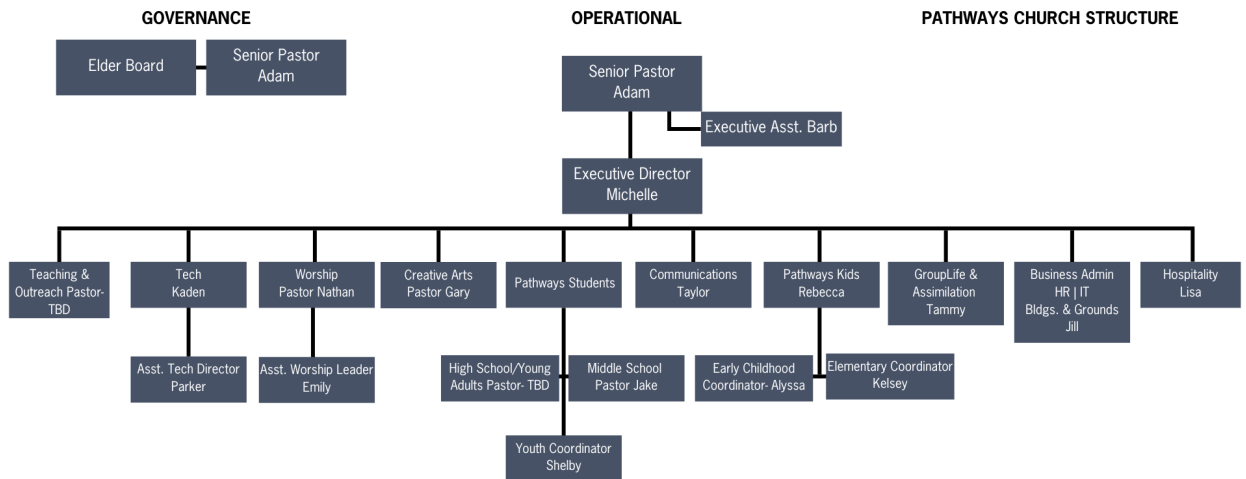 GOVERNANCE
OPERATIONAL
PATHWAYS CHURCH STRUCTURE
Elder Board
Senior Pastor
Adam
Senior Pastor
Adam
Executive Asst. Barb
Executive Director
Michelle
Teaching &
Outreach Pastor-
TBD
Tech
Kaden
Worship
Pastor Nathan
Creative Arts
Pastor Gary
Pathways Students
Communications
Taylor
Pathways Kids
Rebecca
GroupLife &
Assimilation
Tammy
Business Admin
HR | IT
Bldgs. & Grounds
Jill
Hospitality
Lisa
Asst. Tech Director
Parker
Asst. Worship Leader
Emily
High School/Young
Adults Pastor- TBD
Middle School
Pastor Jake
Early Childhood
Coordinator- Alyssa
Elementary Coordinator
Kelsey
Youth Coordinator
Shelby